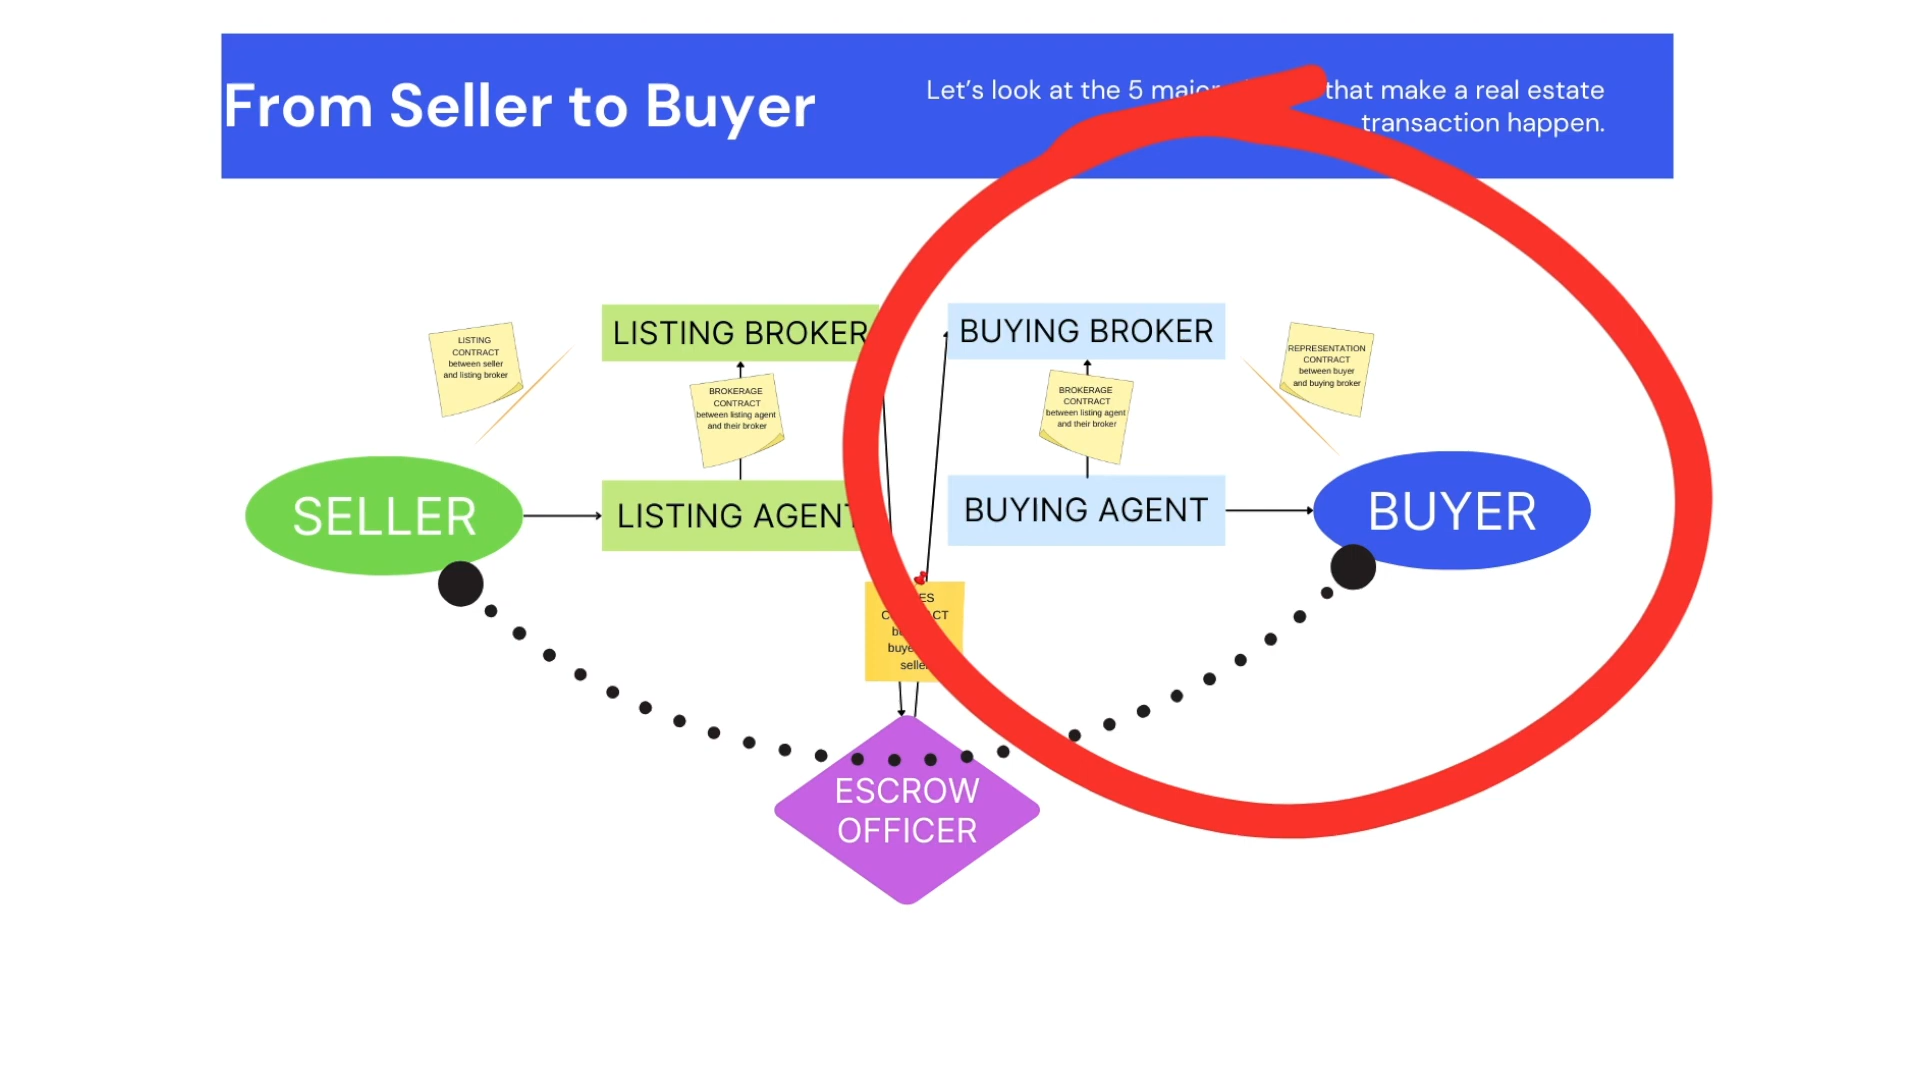 From Seller to Buyer
Let’s look at the 5 major that make a real estate
transaction happen.
LISTING
CONTRACT
between seller
and listing broker
LISTING BROKER
BROKERAGE
CONTRACT
between listing agent
and their broker
SELLER
LISTING AGENT
BUYING BROKER
BROKERAGE
CONTRACT
between listing agent
and their broker
REPRESENTATION
CONTRACT
between buyer
and buying broker
BUYING AGENT
BUYER
seller
ESCROW
OFFICER